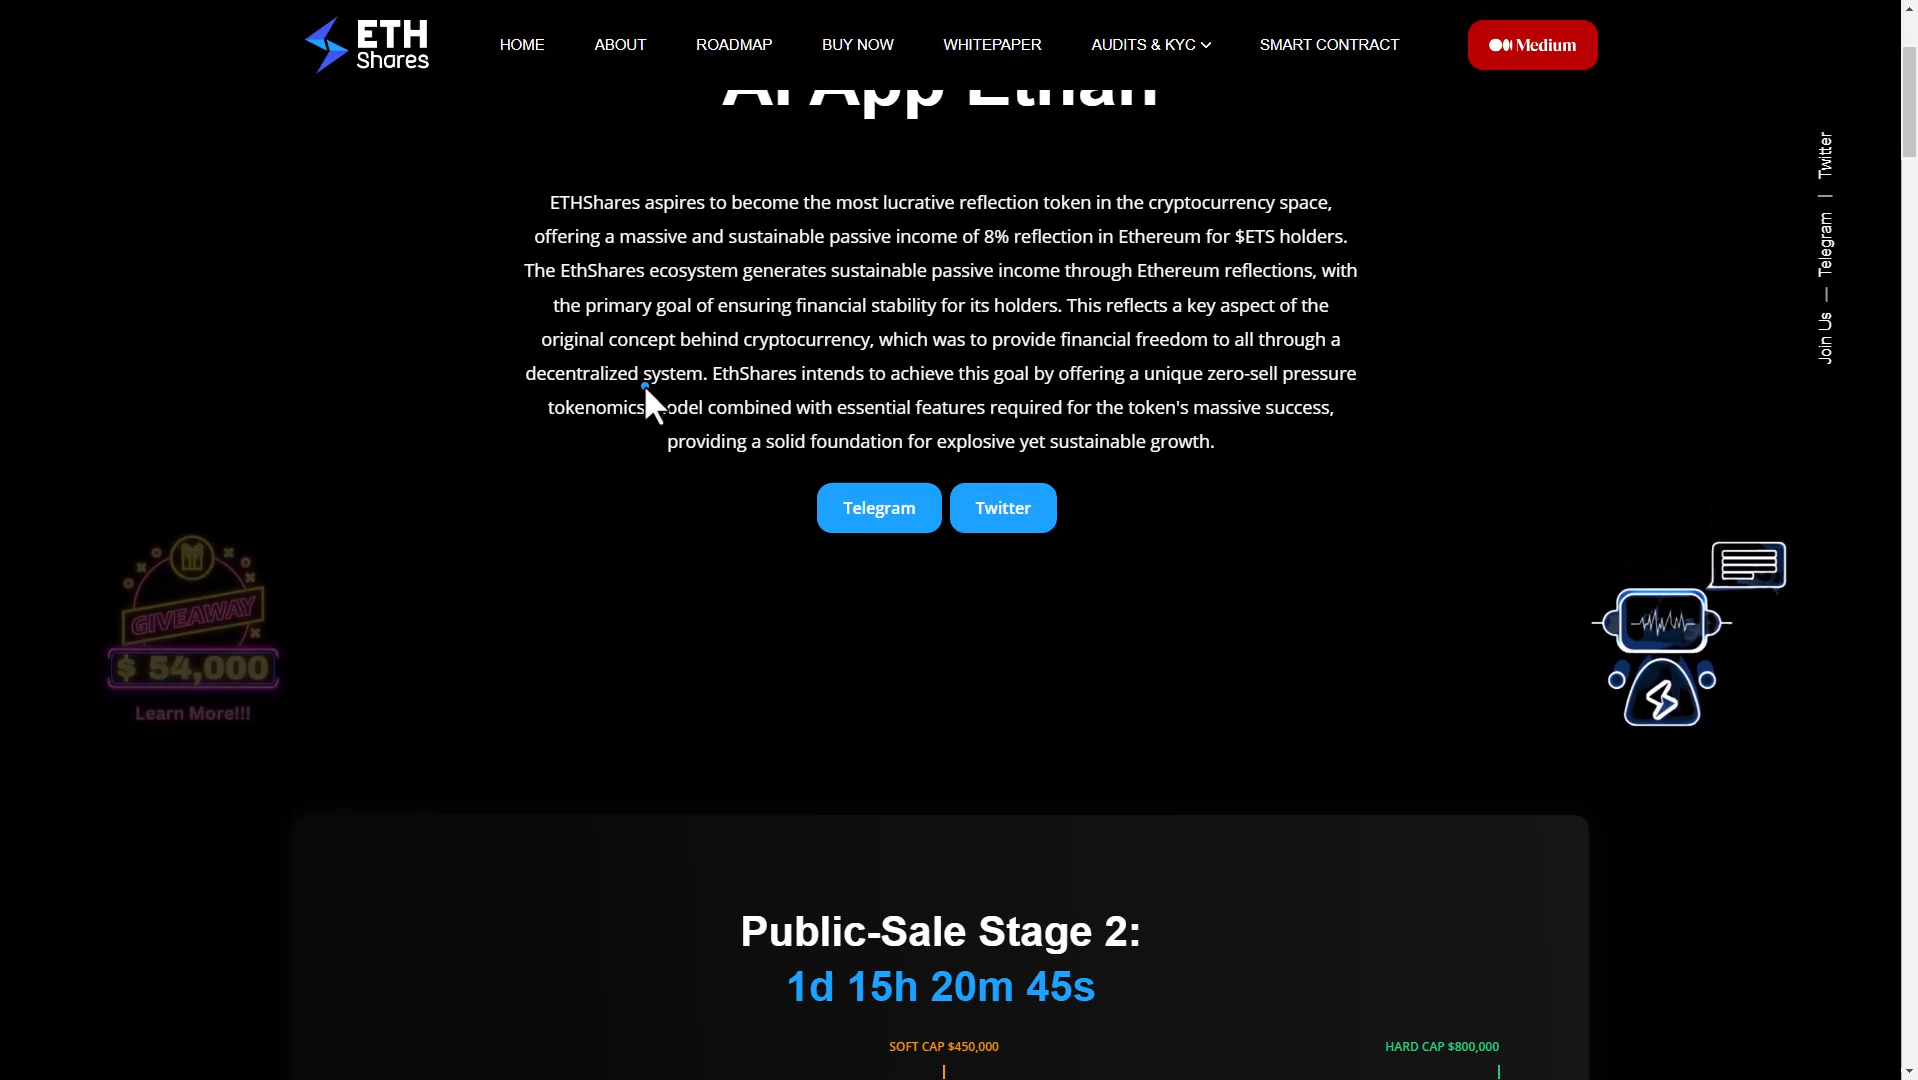 ETH
Shares
HOME
ABOUT
ROADMAP
BUY NOW
WHITEPAPER
AUDITS & KYC
SMART CONTRACT
Medium
AI App Ethan
ETHShares aspires to become the most lucrative reflection token in the cryptocurrency space,
offering a massive and sustainable passive income of 8% reflection in Ethereum for $ETS holders.
The EthShares ecosystem generates sustainable passive income through Ethereum reflections, with
the primary goal of ensuring financial stability for its holders. This reflects a key aspect of the
original concept behind cryptocurrency, which was to provide financial freedom to all through a
decentralized system. EthShares intends to achieve this goal by offering a unique zero-sell pressure
tokenomics model combined with essential features required for the token's massive success,
providing a solid foundation for explosive yet sustainable growth.
Telegram
Twitter
Join Us — Telegram | Twitter
GIVEAWAY
$ 54,000
Learn More!!!
Public-Sale Stage 2:
1d 15h 20m 45s
SOFT CAP $450,000
HARD CAP $800,000